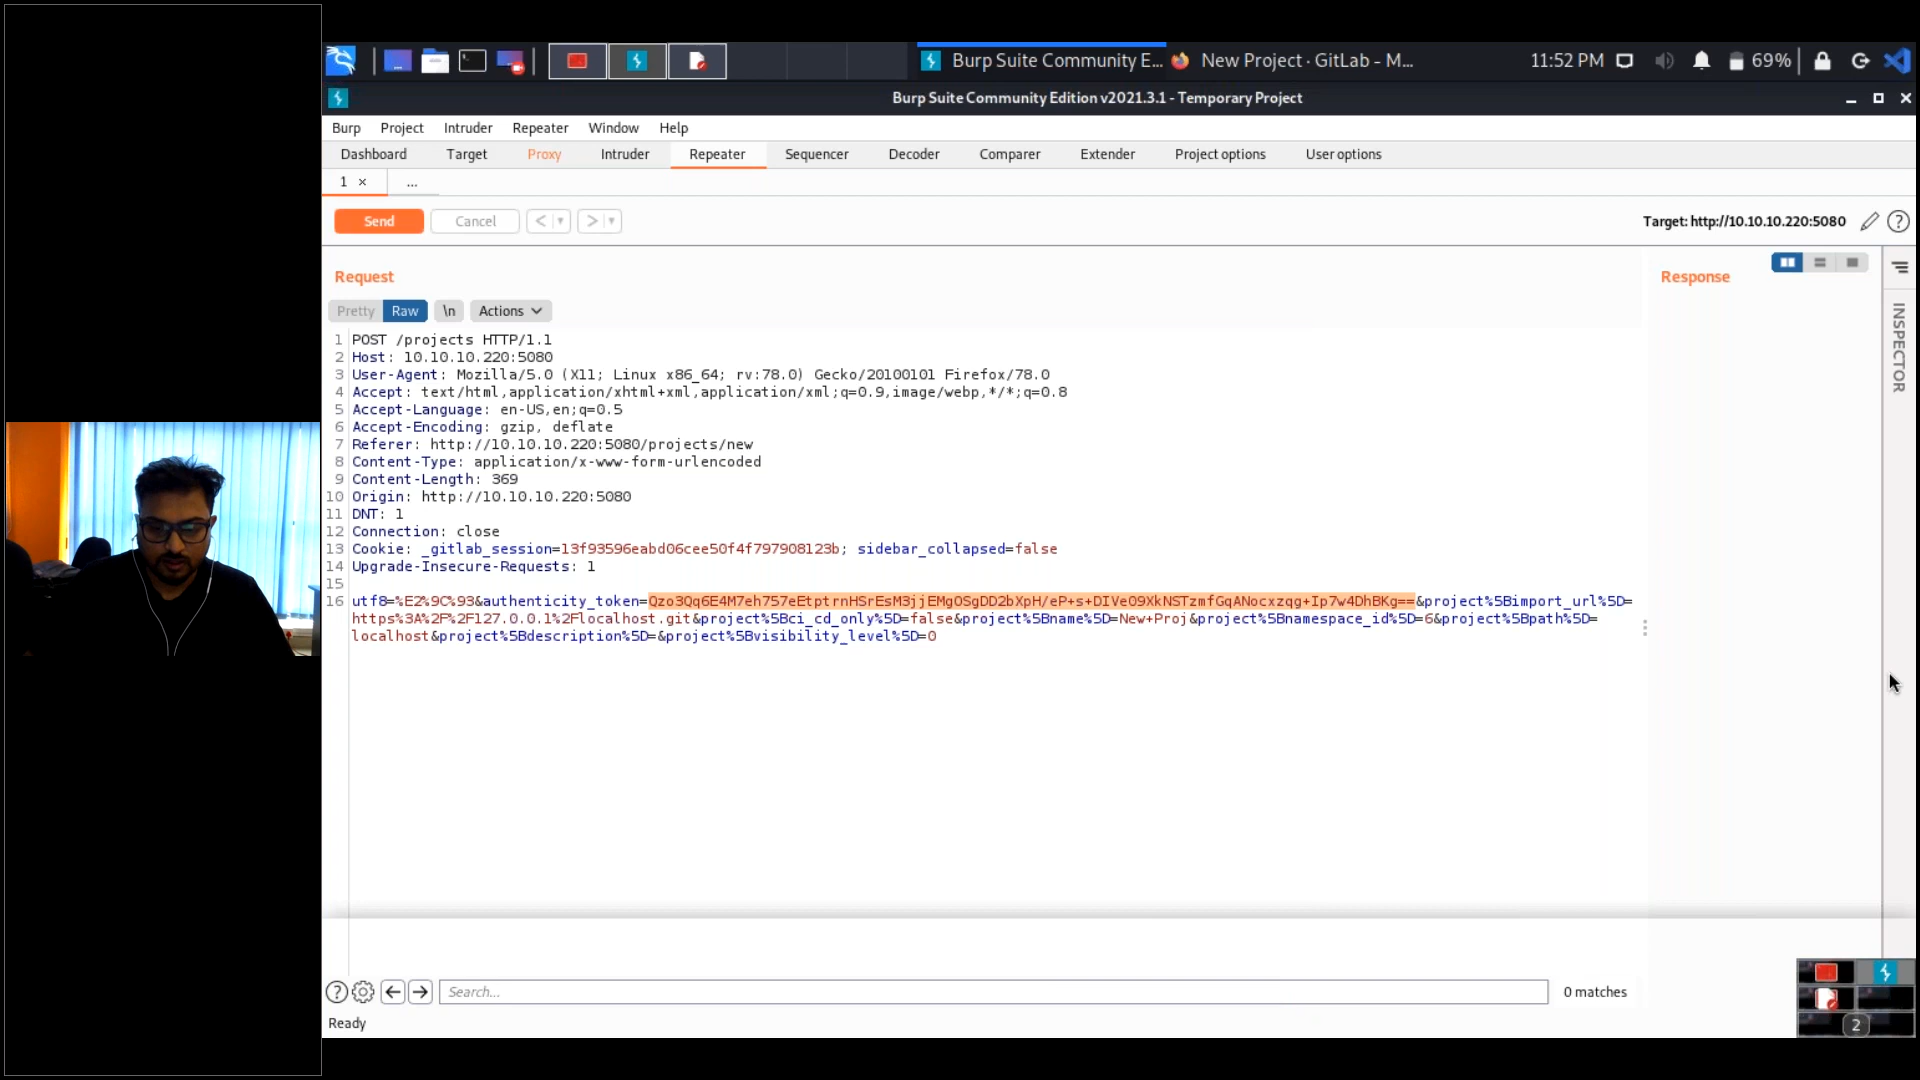 Burp Suite Community E...
New Project · GitLab - M...
11:52 PM
69%
Burp Suite Community Edition v2021.3.1 - Temporary Project
Burp Project Intruder Repeater Window Help
Dashboard Target Proxy Intruder Repeater Sequencer Decoder Comparer Extender Project options User options
1 × ...
Send Cancel < >
Target: http://10.10.10.220:5080
Request
Response
Pretty Raw \n Actions
INSPECTOR
1 POST /projects HTTP/1.1
2 Host: 10.10.10.220:5080
3 User-Agent: Mozilla/5.0 (X11; Linux x86_64; rv:78.0) Gecko/20100101 Firefox/78.0
4 Accept: text/html,application/xhtml+xml,application/xml;q=0.9,image/webp,*/*;q=0.8
5 Accept-Language: en-US,en;q=0.5
6 Accept-Encoding: gzip, deflate
7 Referer: http://10.10.10.220:5080/projects/new
8 Content-Type: application/x-www-form-urlencoded
9 Content-Length: 369
10 Origin: http://10.10.10.220:5080
11 DNT: 1
12 Connection: close
13 Cookie: _gitlab_session=13f93596eabd06cee50f4f797908123b; sidebar_collapsed=false
14 Upgrade-Insecure-Requests: 1
15
16 utf8=%E2%9C%93&authenticity_token=Qzo3Qq6E4M7eh757eEtptrnHSrEsM3jjEMgOSgDD2bXpH/eP+s+DIVeO9XkNSTzmfGqANocxzqg+Ip7w4DhBKg==&project%5Bimport_url%5D=
https%3A%2F%2F127.0.0.1%2Flocalhost.git&project%5Bci_cd_only%5D=false&project%5Bname%5D=New+Proj&project%5Bnamespace_id%5D=6&project%5Bpath%5D=
localhost&project%5Bdescription%5D=&project%5Bvisibility_level%5D=0
Search...
0 matches
Ready
2